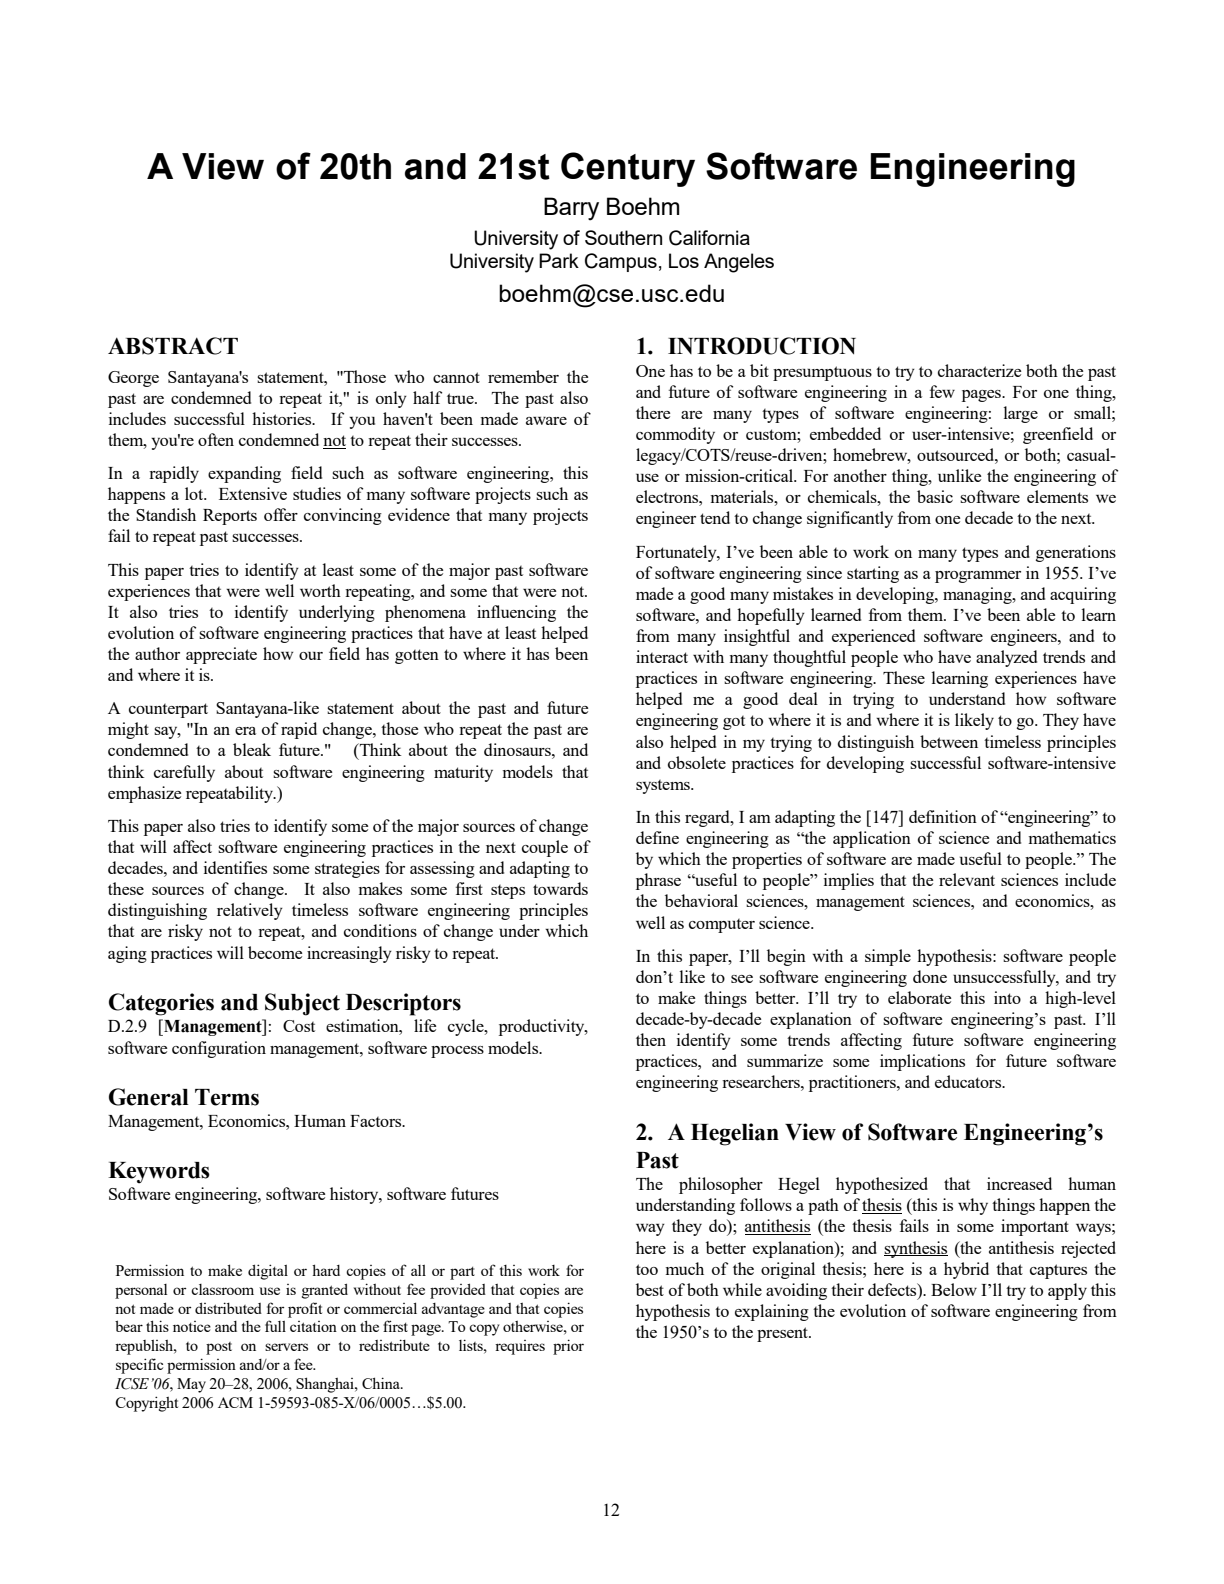 A View of 20th and 21st Century Software Engineering
Barry Boehm
University of Southern California
University Park Campus, Los Angeles
boehm@cse.usc.edu
ABSTRACT
George Santayana's statement, "Those who cannot remember the
past are condemned to repeat it," is only half true. The past also
includes successful histories. If you haven't been made aware of
them, you're often condemned not to repeat their successes.
In a rapidly expanding field such as software engineering, this
happens a lot. Extensive studies of many software projects such as
the Standish Reports offer convincing evidence that many projects
fail to repeat past successes.
This paper tries to identify at least some of the major past software
experiences that were well worth repeating, and some that were not.
It also tries to identify underlying phenomena influencing the
evolution of software engineering practices that have at least helped
the author appreciate how our field has gotten to where it has been
and where it is.
A counterpart Santayana-like statement about the past and future
might say, "In an era of rapid change, those who repeat the past are
condemned to a bleak future." (Think about the dinosaurs, and
think carefully about software engineering maturity models that
emphasize repeatability.)
This paper also tries to identify some of the major sources of change
that will affect software engineering practices in the next couple of
decades, and identifies some strategies for assessing and adapting to
these sources of change. It also makes some first steps towards
distinguishing relatively timeless software engineering principles
that are risky not to repeat, and conditions of change under which
aging practices will become increasingly risky to repeat.
Categories and Subject Descriptors
D.2.9 [Management]: Cost estimation, life cycle, productivity,
software configuration management, software process models.
General Terms
Management, Economics, Human Factors.
Keywords
Software engineering, software history, software futures
Permission to make digital or hard copies of all or part of this work for
personal or classroom use is granted without fee provided that copies are
not made or distributed for profit or commercial advantage and that copies
bear this notice and the full citation on the first page. To copy otherwise, or
republish, to post on servers or to redistribute to lists, requires prior
specific permission and/or a fee.
ICSE’06, May 20–28, 2006, Shanghai, China.
Copyright 2006 ACM 1-59593-085-X/06/0005…$5.00.
1. INTRODUCTION
One has to be a bit presumptuous to try to characterize both the past
and future of software engineering in a few pages. For one thing,
there are many types of software engineering: large or small;
commodity or custom; embedded or user-intensive; greenfield or
legacy/COTS/reuse-driven; homebrew, outsourced, or both; casual-
use or mission-critical. For another thing, unlike the engineering of
electrons, materials, or chemicals, the basic software elements we
engineer tend to change significantly from one decade to the next.
Fortunately, I’ve been able to work on many types and generations
of software engineering since starting as a programmer in 1955. I’ve
made a good many mistakes in developing, managing, and acquiring
software, and hopefully learned from them. I’ve been able to learn
from many insightful and experienced software engineers, and to
interact with many thoughtful people who have analyzed trends and
practices in software engineering. These learning experiences have
helped me a good deal in trying to understand how software
engineering got to where it is and where it is likely to go. They have
also helped in my trying to distinguish between timeless principles
and obsolete practices for developing successful software-intensive
systems.
In this regard, I am adapting the [147] definition of “engineering” to
define engineering as “the application of science and mathematics
by which the properties of software are made useful to people.” The
phrase “useful to people” implies that the relevant sciences include
the behavioral sciences, management sciences, and economics, as
well as computer science.
In this paper, I’ll begin with a simple hypothesis: software people
don’t like to see software engineering done unsuccessfully, and try
to make things better. I’ll try to elaborate this into a high-level
decade-by-decade explanation of software engineering’s past. I’ll
then identify some trends affecting future software engineering
practices, and summarize some implications for future software
engineering researchers, practitioners, and educators.
2. A Hegelian View of Software Engineering’s
Past
The philosopher Hegel hypothesized that increased human
understanding follows a path of thesis (this is why things happen the
way they do); antithesis (the thesis fails in some important ways;
here is a better explanation); and synthesis (the antithesis rejected
too much of the original thesis; here is a hybrid that captures the
best of both while avoiding their defects). Below I’ll try to apply this
hypothesis to explaining the evolution of software engineering from
the 1950’s to the present.
12